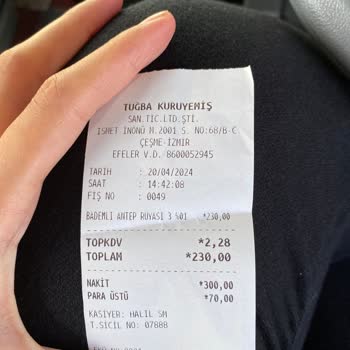 TUĞBA KURUYEMİŞ
SAN.TİC.LTD.ŞTİ.
İSMET İNÖNÜ M.2001 S. NO:68/B-C
ÇEŞME-İZMİR
EFELER V.D. 8600052945
TARİH : 20/04/2024
SAAT : 14:42:08
FİŞ NO : 0049
BADEMLİ ANTEP RUYASI 3 %01 *230,00
TOPKDV *2,28
TOPLAM *230,00
NAKİT *300,00
PARA ÜSTÜ *70,00
KASİYER: HALİL SM
T.SİCİL NO: 07888